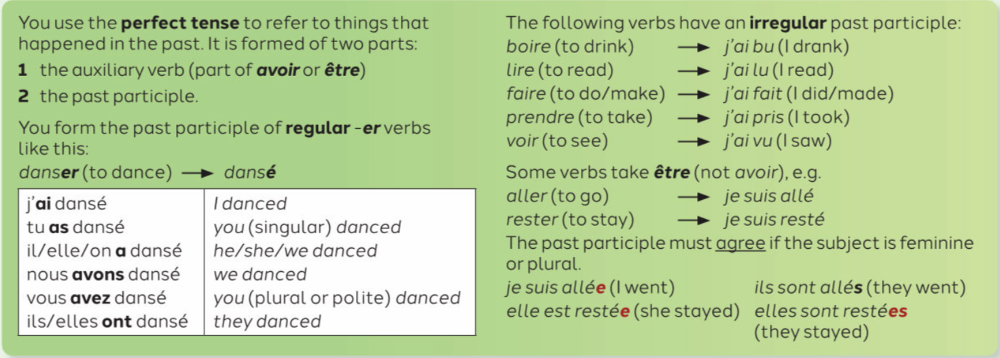 You use the perfect tense to refer to things that
happened in the past. It is formed of two parts:
1 the auxiliary verb (part of avoir or être)
2 the past participle.
You form the past participle of regular -er verbs
like this:
danser (to dance) → dansé
j'ai dansé I danced
tu as dansé you (singular) danced
il/elle/on a dansé he/she/we danced
nous avons dansé we danced
vous avez dansé you (plural or polite) danced
ils/elles ont dansé they danced
The following verbs have an irregular past participle:
boire (to drink) → j'ai bu (I drank)
lire (to read) → j'ai lu (I read)
faire (to do/make) → j'ai fait (I did/made)
prendre (to take) → j'ai pris (I took)
voir (to see) → j'ai vu (I saw)
Some verbs take être (not avoir), e.g.
aller (to go) → je suis allé
rester (to stay) → je suis resté
The past participle must agree if the subject is feminine
or plural.
je suis allée (I went) ils sont allés (they went)
elle est restée (she stayed) elles sont restées
(they stayed)